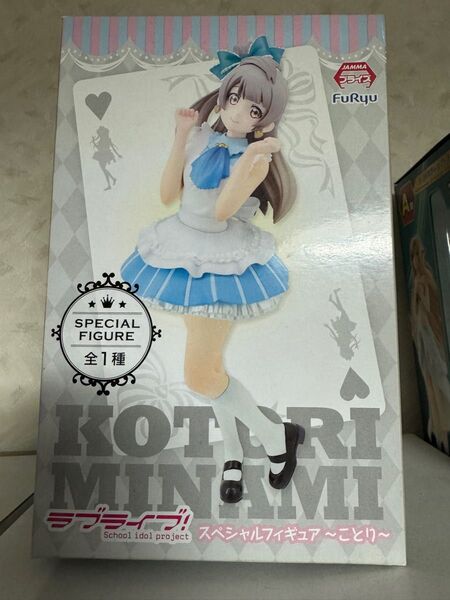 JAMMA
プライズ
FuRyu
SPECIAL
FIGURE
全1種
KOTORI
MINAMI
ラブライブ!
School idol project
スペシャルフィギュア～ことり～
A